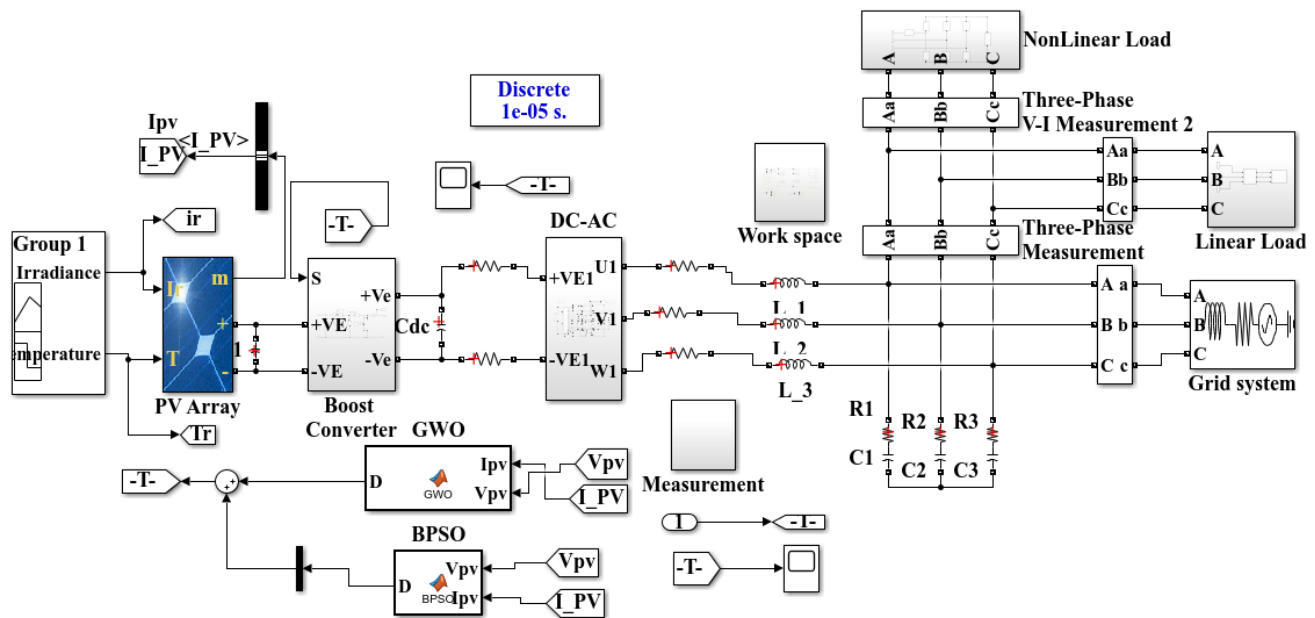 NonLinear Load
A
B
C
Discrete
1e-05 s.
Three-Phase
V-I Measurement 2
Aa
Bb
Cc
Ipv
<I_PV>
I_PV
-T-
-T-
ir
Aa
Bb
Cc
A
B
C
Linear Load
Work space
Three-Phase
Measurement
Aa
Bb
Cc
DC-AC
Group 1
Irradiance
Ir
m
T
+
-
PV Array
Tr
S
+VE
-VE
+Ve
-Ve
Boost
Converter
Cdc
+VE1
-VE1
U1
V1
W1
L_1
L_2
L_3
A a
B b
C c
A
B
C
Grid system
R1
R2
R3
C1
C2
C3
GWO
Ipv
Vpv
D
GWO
Vpv
I_PV
-T-
Measurement
1
BPSO
Vpv
Ipv
D
BPSO
Vpv
I_PV
-T-